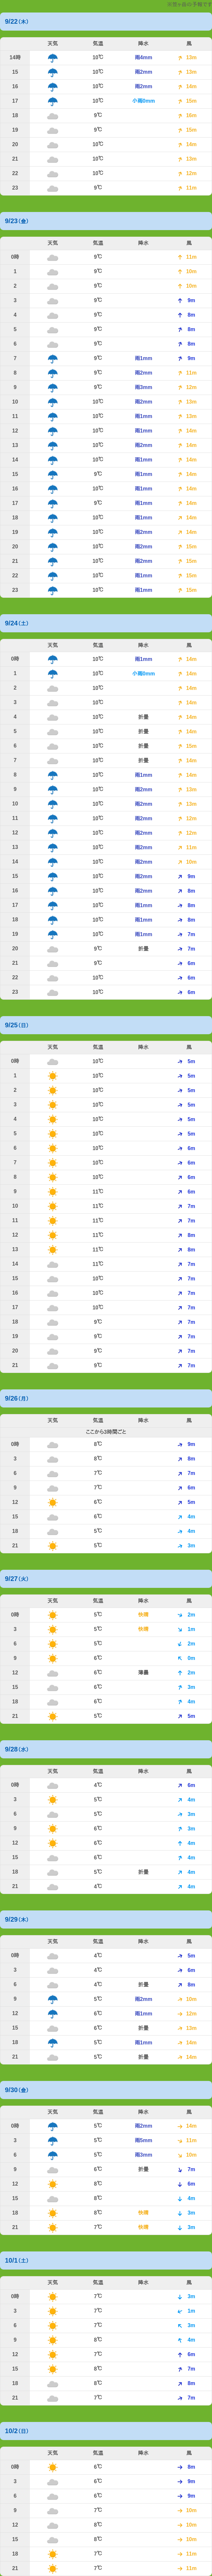 9/22(木)
天気 気温 降水 風
14時 10℃ 雨4mm 13m
15 10℃ 雨2mm 13m
16 10℃ 雨2mm 14m
17 10℃ 小雨0mm 15m
18 9℃ 16m
19 9℃ 15m
20 10℃ 14m
21 10℃ 13m
22 10℃ 12m
23 9℃ 11m
9/23(金)
天気 気温 降水 風
0時 9℃ 11m
1 9℃ 10m
2 9℃ 10m
3 9℃ 9m
4 9℃ 8m
5 9℃ 8m
6 9℃ 8m
7 9℃ 雨1mm 9m
8 9℃ 雨2mm 11m
9 9℃ 雨3mm 12m
10 10℃ 雨2mm 13m
11 10℃ 雨1mm 13m
12 10℃ 雨1mm 14m
13 10℃ 雨2mm 14m
14 10℃ 雨1mm 14m
15 9℃ 雨1mm 14m
16 10℃ 雨1mm 14m
17 9℃ 雨1mm 14m
18 10℃ 雨1mm 14m
19 9℃ 雨2mm 14m
20 10℃ 雨2mm 15m
21 10℃ 雨2mm 15m
22 10℃ 雨1mm 15m
23 10℃ 雨1mm 15m
9/24(土)
天気 気温 降水 風
0時 10℃ 雨1mm 14m
1 10℃ 小雨0mm 14m
2 10℃ 14m
3 10℃ 14m
4 10℃ 折曇 14m
5 10℃ 折曇 14m
6 10℃ 折曇 15m
7 10℃ 折曇 14m
8 10℃ 雨1mm 14m
9 10℃ 雨2mm 13m
10 10℃ 雨2mm 13m
11 10℃ 雨2mm 12m
12 10℃ 雨2mm 12m
13 10℃ 雨2mm 11m
14 10℃ 雨2mm 10m
15 10℃ 雨2mm 9m
16 10℃ 雨2mm 8m
17 10℃ 雨1mm 8m
18 10℃ 雨1mm 8m
19 10℃ 雨1mm 7m
20 9℃ 折曇 7m
21 9℃ 6m
22 10℃ 6m
23 10℃ 6m
9/25(日)
天気 気温 降水 風
0時 10℃ 5m
1 10℃ 5m
2 10℃ 5m
3 10℃ 5m
4 10℃ 5m
5 10℃ 5m
6 10℃ 6m
7 10℃ 6m
8 10℃ 6m
9 11℃ 6m
10 11℃ 7m
11 11℃ 7m
12 11℃ 8m
13 11℃ 8m
14 11℃ 7m
15 10℃ 7m
16 10℃ 7m
17 10℃ 7m
18 9℃ 7m
19 9℃ 7m
20 9℃ 7m
21 9℃ 7m
9/26(月)
天気 気温 降水 風
ここから3時間ごと
0時 8℃ 9m
3 8℃ 8m
6 7℃ 7m
9 7℃ 6m
12 6℃ 5m
15 6℃ 4m
18 5℃ 4m
21 5℃ 3m
9/27(火)
天気 気温 降水 風
0時 5℃ 快晴 2m
3 5℃ 快晴 1m
6 5℃ 2m
9 6℃ 0m
12 6℃ 薄曇 2m
15 6℃ 3m
18 6℃ 4m
21 5℃ 5m
9/28(水)
天気 気温 降水 風
0時 4℃ 6m
3 5℃ 4m
6 5℃ 3m
9 6℃ 3m
12 6℃ 4m
15 6℃ 4m
18 5℃ 折曇 4m
21 4℃ 4m
9/29(木)
天気 気温 降水 風
0時 4℃ 5m
3 4℃ 6m
6 4℃ 折曇 8m
9 5℃ 雨2mm 10m
12 6℃ 雨1mm 12m
15 6℃ 折曇 13m
18 5℃ 雨1mm 14m
21 5℃ 折曇 14m
9/30(金)
天気 気温 降水 風
0時 5℃ 雨2mm 14m
3 5℃ 雨5mm 11m
6 5℃ 雨3mm 10m
9 6℃ 折曇 7m
12 8℃ 6m
15 8℃ 4m
18 8℃ 快晴 3m
21 7℃ 快晴 3m
10/1(土)
天気 気温 降水 風
0時 7℃ 3m
3 7℃ 1m
6 7℃ 3m
9 8℃ 4m
12 7℃ 6m
15 8℃ 7m
18 8℃ 8m
21 7℃ 7m
10/2(日)
天気 気温 降水 風
0時 6℃ 8m
3 6℃ 9m
6 6℃ 9m
9 7℃ 10m
12 8℃ 10m
15 8℃ 10m
18 7℃ 11m
21 7℃ 11m